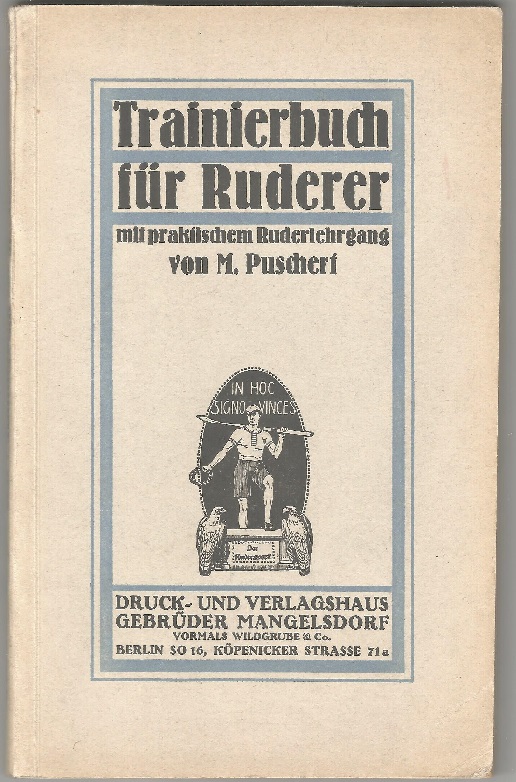 Trainierbuch
für Ruderer
mit praktischem Ruderlehrgang
von M. Puschert
IN HOC
SIGNO VINCES
Der
DRUCK- UND VERLAGSHAUS
GEBRÜDER MANGELSDORF
VORMALS WILDGRUBE & Co.
BERLIN SO 16, KÖPENICKER STRASSE 71a